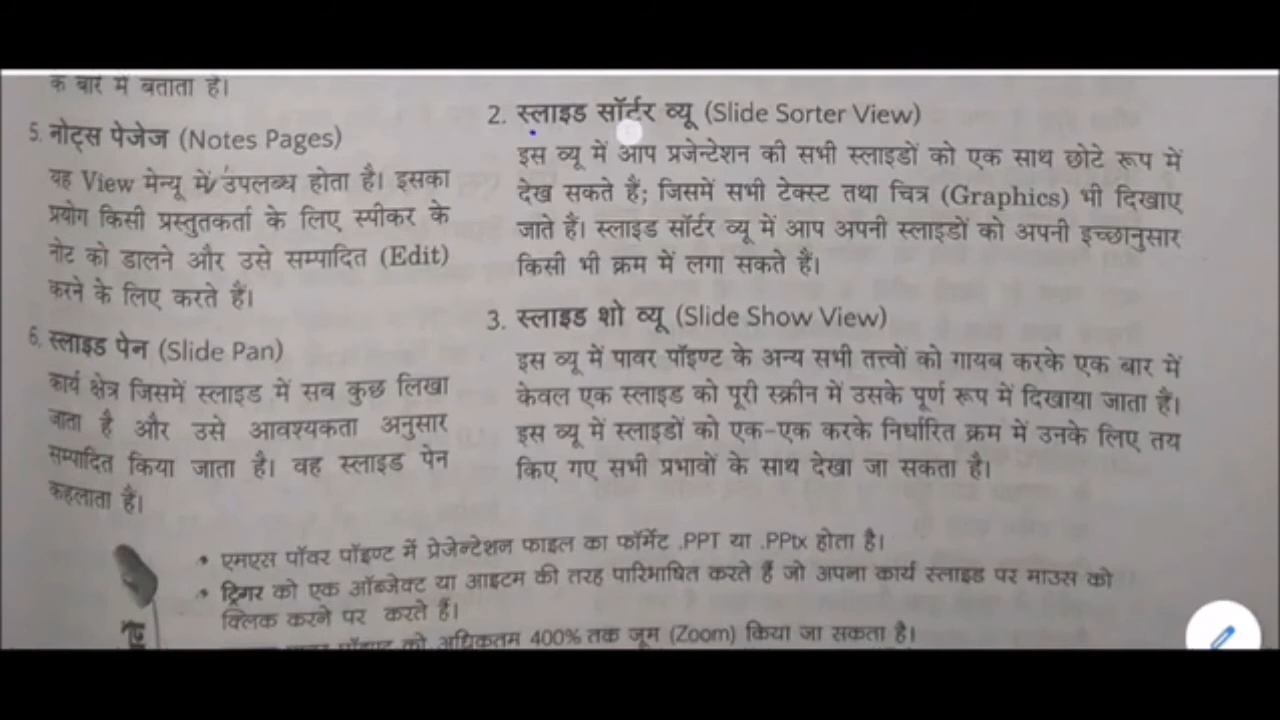 के बारे में बताता है।
5. नोट्स पेजेज (Notes Pages)
यह View मेन्यू में उपलब्ध होता है। इसका
प्रयोग किसी प्रस्तुतकर्ता के लिए स्पीकर के
नोट को डालने और उसे सम्पादित (Edit)
करने के लिए करते हैं।
6. स्लाइड पेन (Slide Pan)
कार्य क्षेत्र जिसमें स्लाइड में सब कुछ लिखा
जाता है और उसे आवश्यकता अनुसार
सम्पादित किया जाता है। वह स्लाइड पेन
कहलाता है।
2. स्लाइड सॉर्टर व्यू (Slide Sorter View)
इस व्यू में आप प्रजेन्टेशन की सभी स्लाइडों को एक साथ छोटे रूप में
देख सकते हैं; जिसमें सभी टेक्स्ट तथा चित्र (Graphics) भी दिखाए
जाते हैं। स्लाइड सॉर्टर व्यू में आप अपनी स्लाइडों को अपनी इच्छानुसार
किसी भी क्रम में लगा सकते हैं।
3. स्लाइड शो व्यू (Slide Show View)
इस व्यू में पावर पॉइण्ट के अन्य सभी तत्त्वों को गायब करके एक बार में
केवल एक स्लाइड को पूरी स्क्रीन में उसके पूर्ण रूप में दिखाया जाता है।
इस व्यू में स्लाइडों को एक-एक करके निर्धारित क्रम में उनके लिए तय
किए गए सभी प्रभावों के साथ देखा जा सकता है।
• एमएस पॉवर पॉइण्ट में प्रेजेन्टेशन फाइल का फॉर्मेट .PPT या .PPtx होता है।
• ट्रिगर को एक ऑब्जेक्ट या आइटम की तरह पारिभाषित करते हैं जो अपना कार्य स्लाइड पर माउस को
क्लिक करने पर करते हैं।
पॉइण्ट को अधिकतम 400% तक जूम (Zoom) किया जा सकता है।